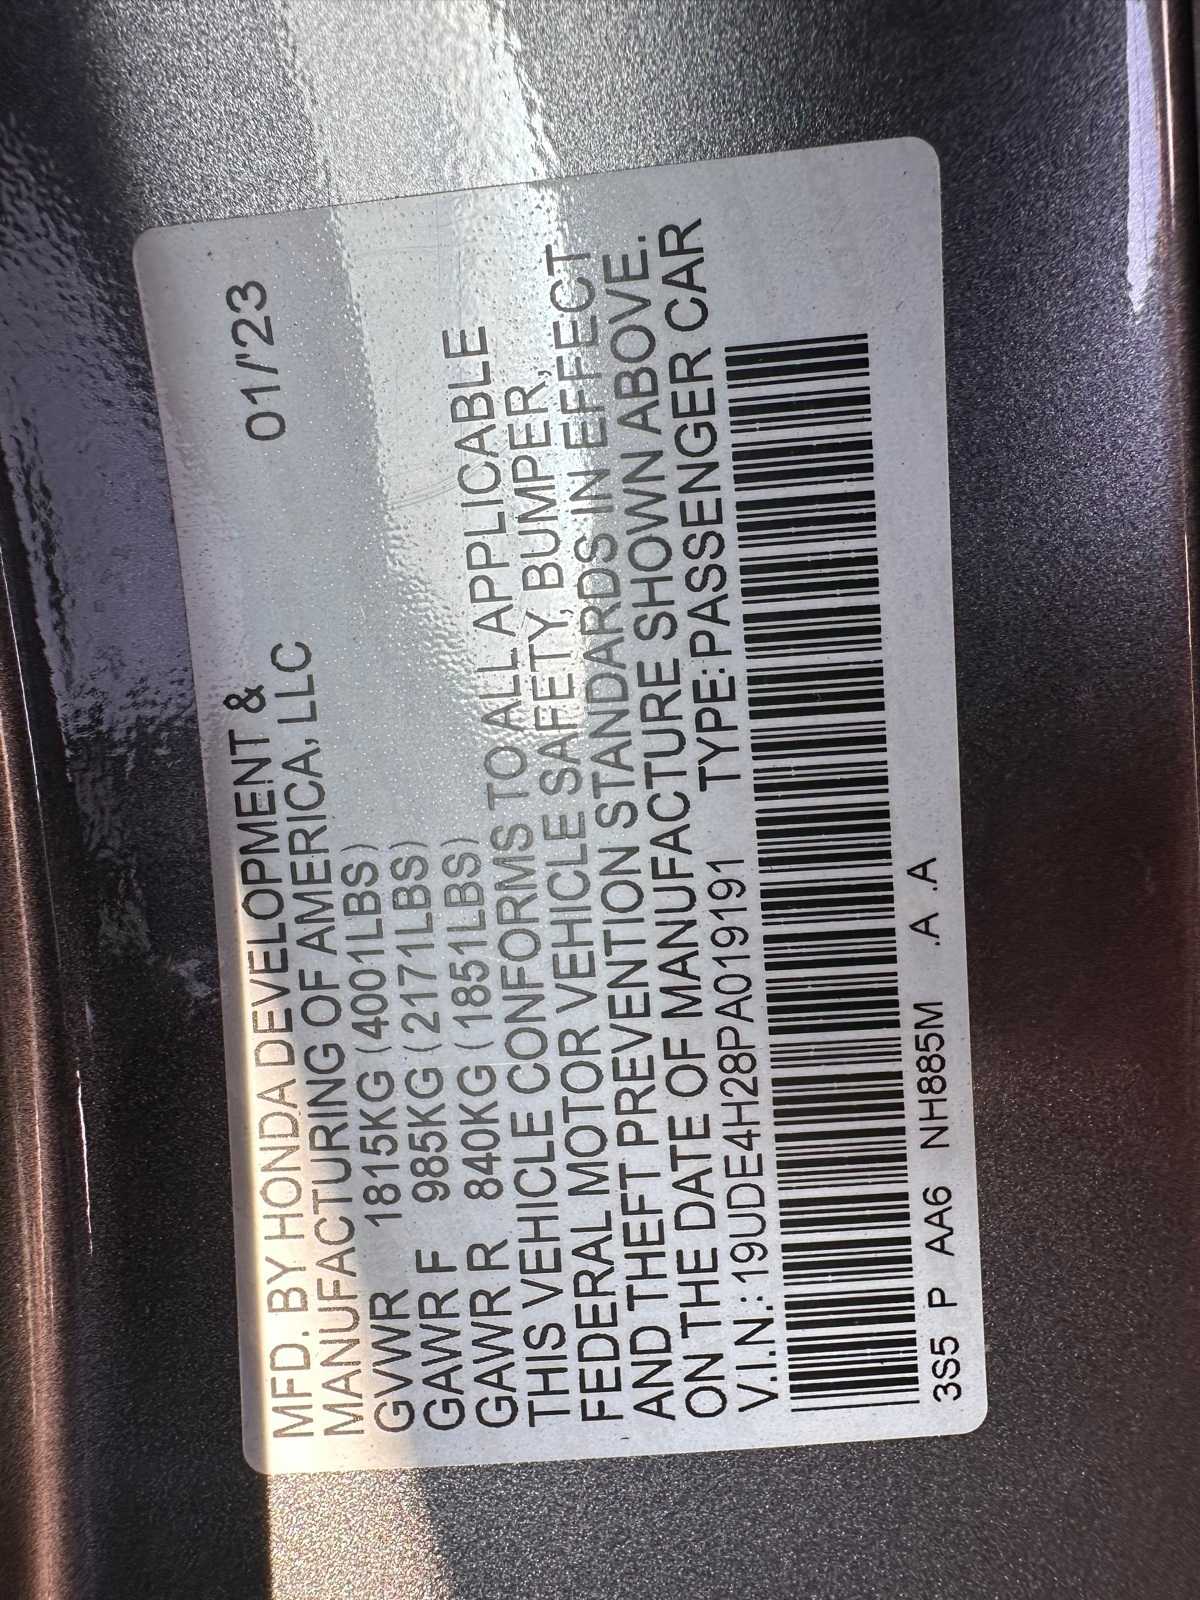 MFD. BY HONDA DEVELOPMENT & 01/'23
MANUFACTURING OF AMERICA, LLC
GVWR 1815KG (4001LBS)
GAWR F 985KG (2171LBS)
GAWR R 840KG (1851LBS)
THIS VEHICLE CONFORMS TO ALL APPLICABLE
FEDERAL MOTOR VEHICLE SAFETY, BUMPER,
AND THEFT PREVENTION STANDARDS IN EFFECT
ON THE DATE OF MANUFACTURE SHOWN ABOVE.
V.I.N.: 19UDE4H28PA019191 TYPE: PASSENGER CAR
3S5 P AA6 NH885M .A .A